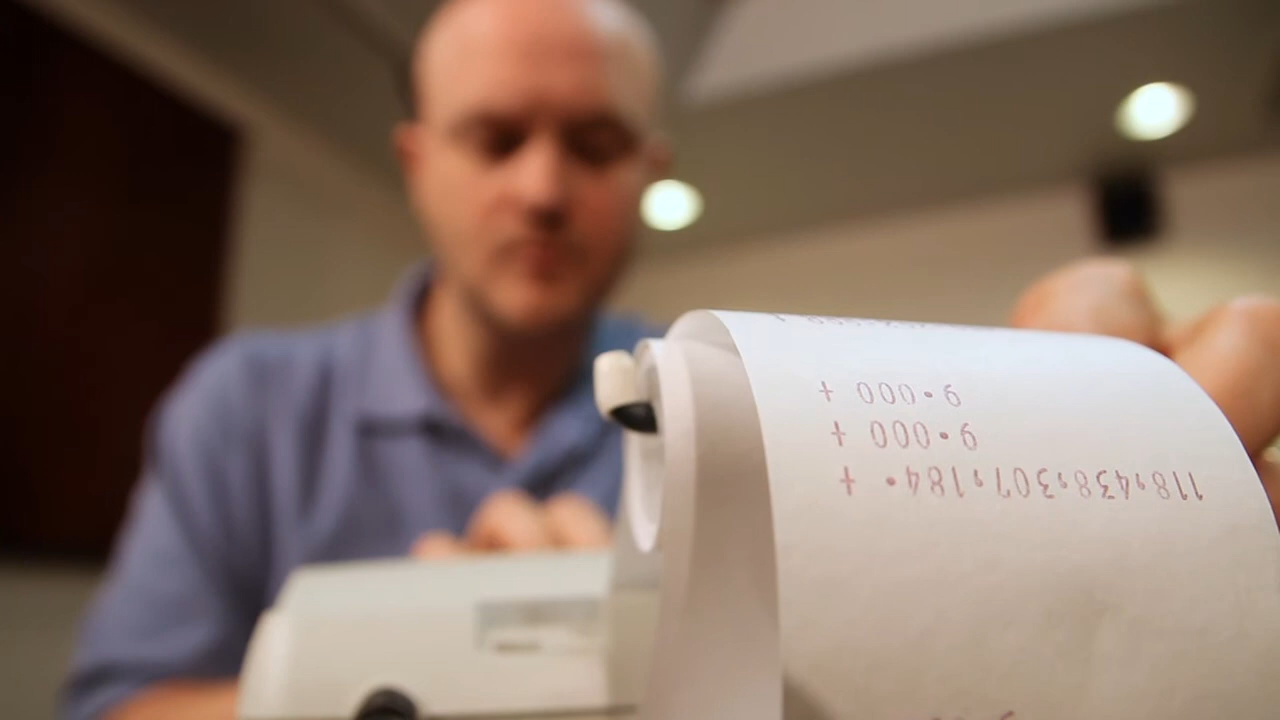 118,438,307,184. +
9.000 +
9.000 +